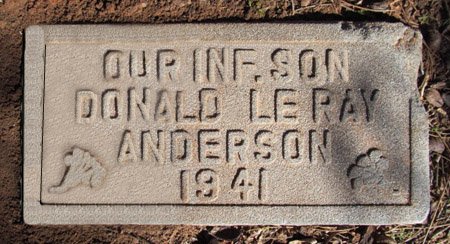 OUR INF. SON
DONALD LE RAY
ANDERSON
1941